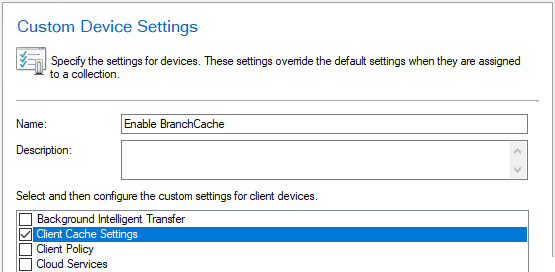 Custom Device Settings
Specify the settings for devices. These settings override the default settings when they are assigned
to a collection.
Name:
Enable BranchCache
Description:
Select and then configure the custom settings for client devices.
Background Intelligent Transfer
Client Cache Settings
Client Policy
Cloud Services